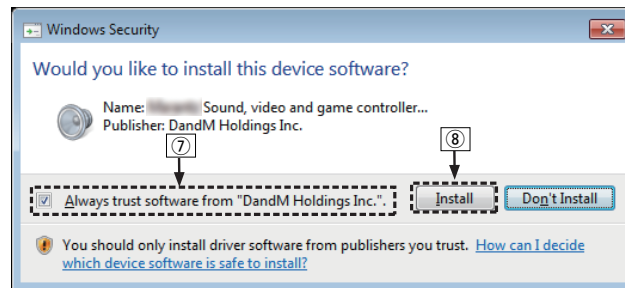 Windows Security
Would you like to install this device software?
Name: Sound, video and game controller...
Publisher: DandM Holdings Inc.
⑦
⑧
Always trust software from "DandM Holdings Inc.".
Install
Don't Install
You should only install driver software from publishers you trust. How can I decide
which device software is safe to install?